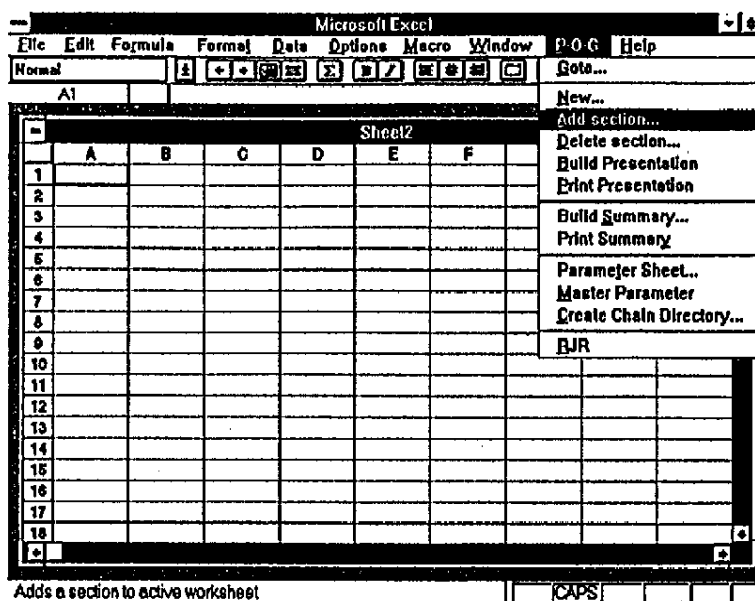 Microsoft Excel
File Edit Formula Format Data Options Macro Window P-O-G Help
Normal
A1
Goto...
New...
Add section...
Delete section...
Build Presentation
Print Presentation
Build Summary...
Print Summary
Parameter Sheet...
Master Parameter
Create Chain Directory...
RJR
Sheet2
A B C D E F
1
2
3
4
5
6
7
8
9
10
11
12
13
14
15
16
17
18
Adds a section to active worksheet CAPS